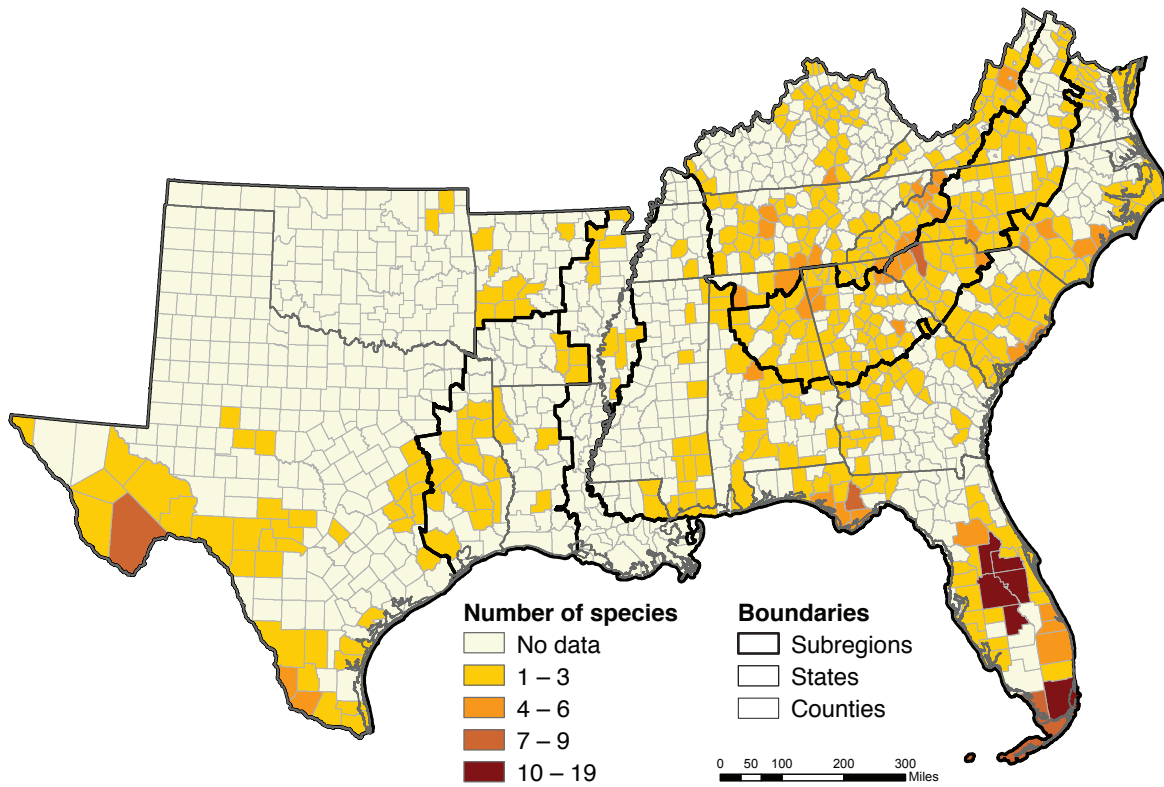 Number of species
No data
1 – 3
4 – 6
7 – 9
10 – 19
Boundaries
Subregions
States
Counties
0 50 100 200 300
Miles